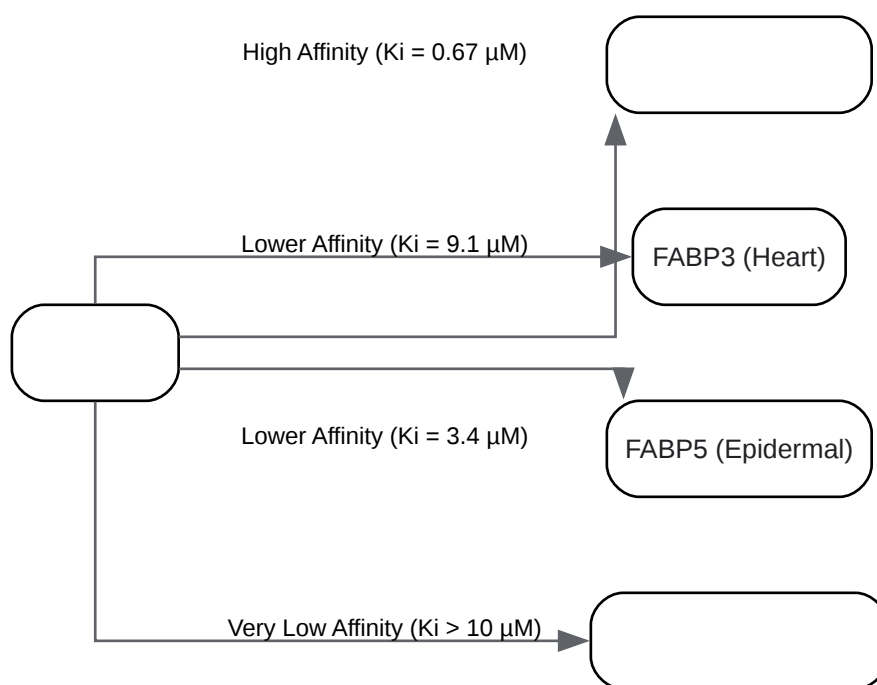 High Affinity (Ki = 0.67 µM)
Lower Affinity (Ki = 9.1 µM)
FABP3 (Heart)
Lower Affinity (Ki = 3.4 µM)
FABP5 (Epidermal)
Very Low Affinity (Ki > 10 µM)